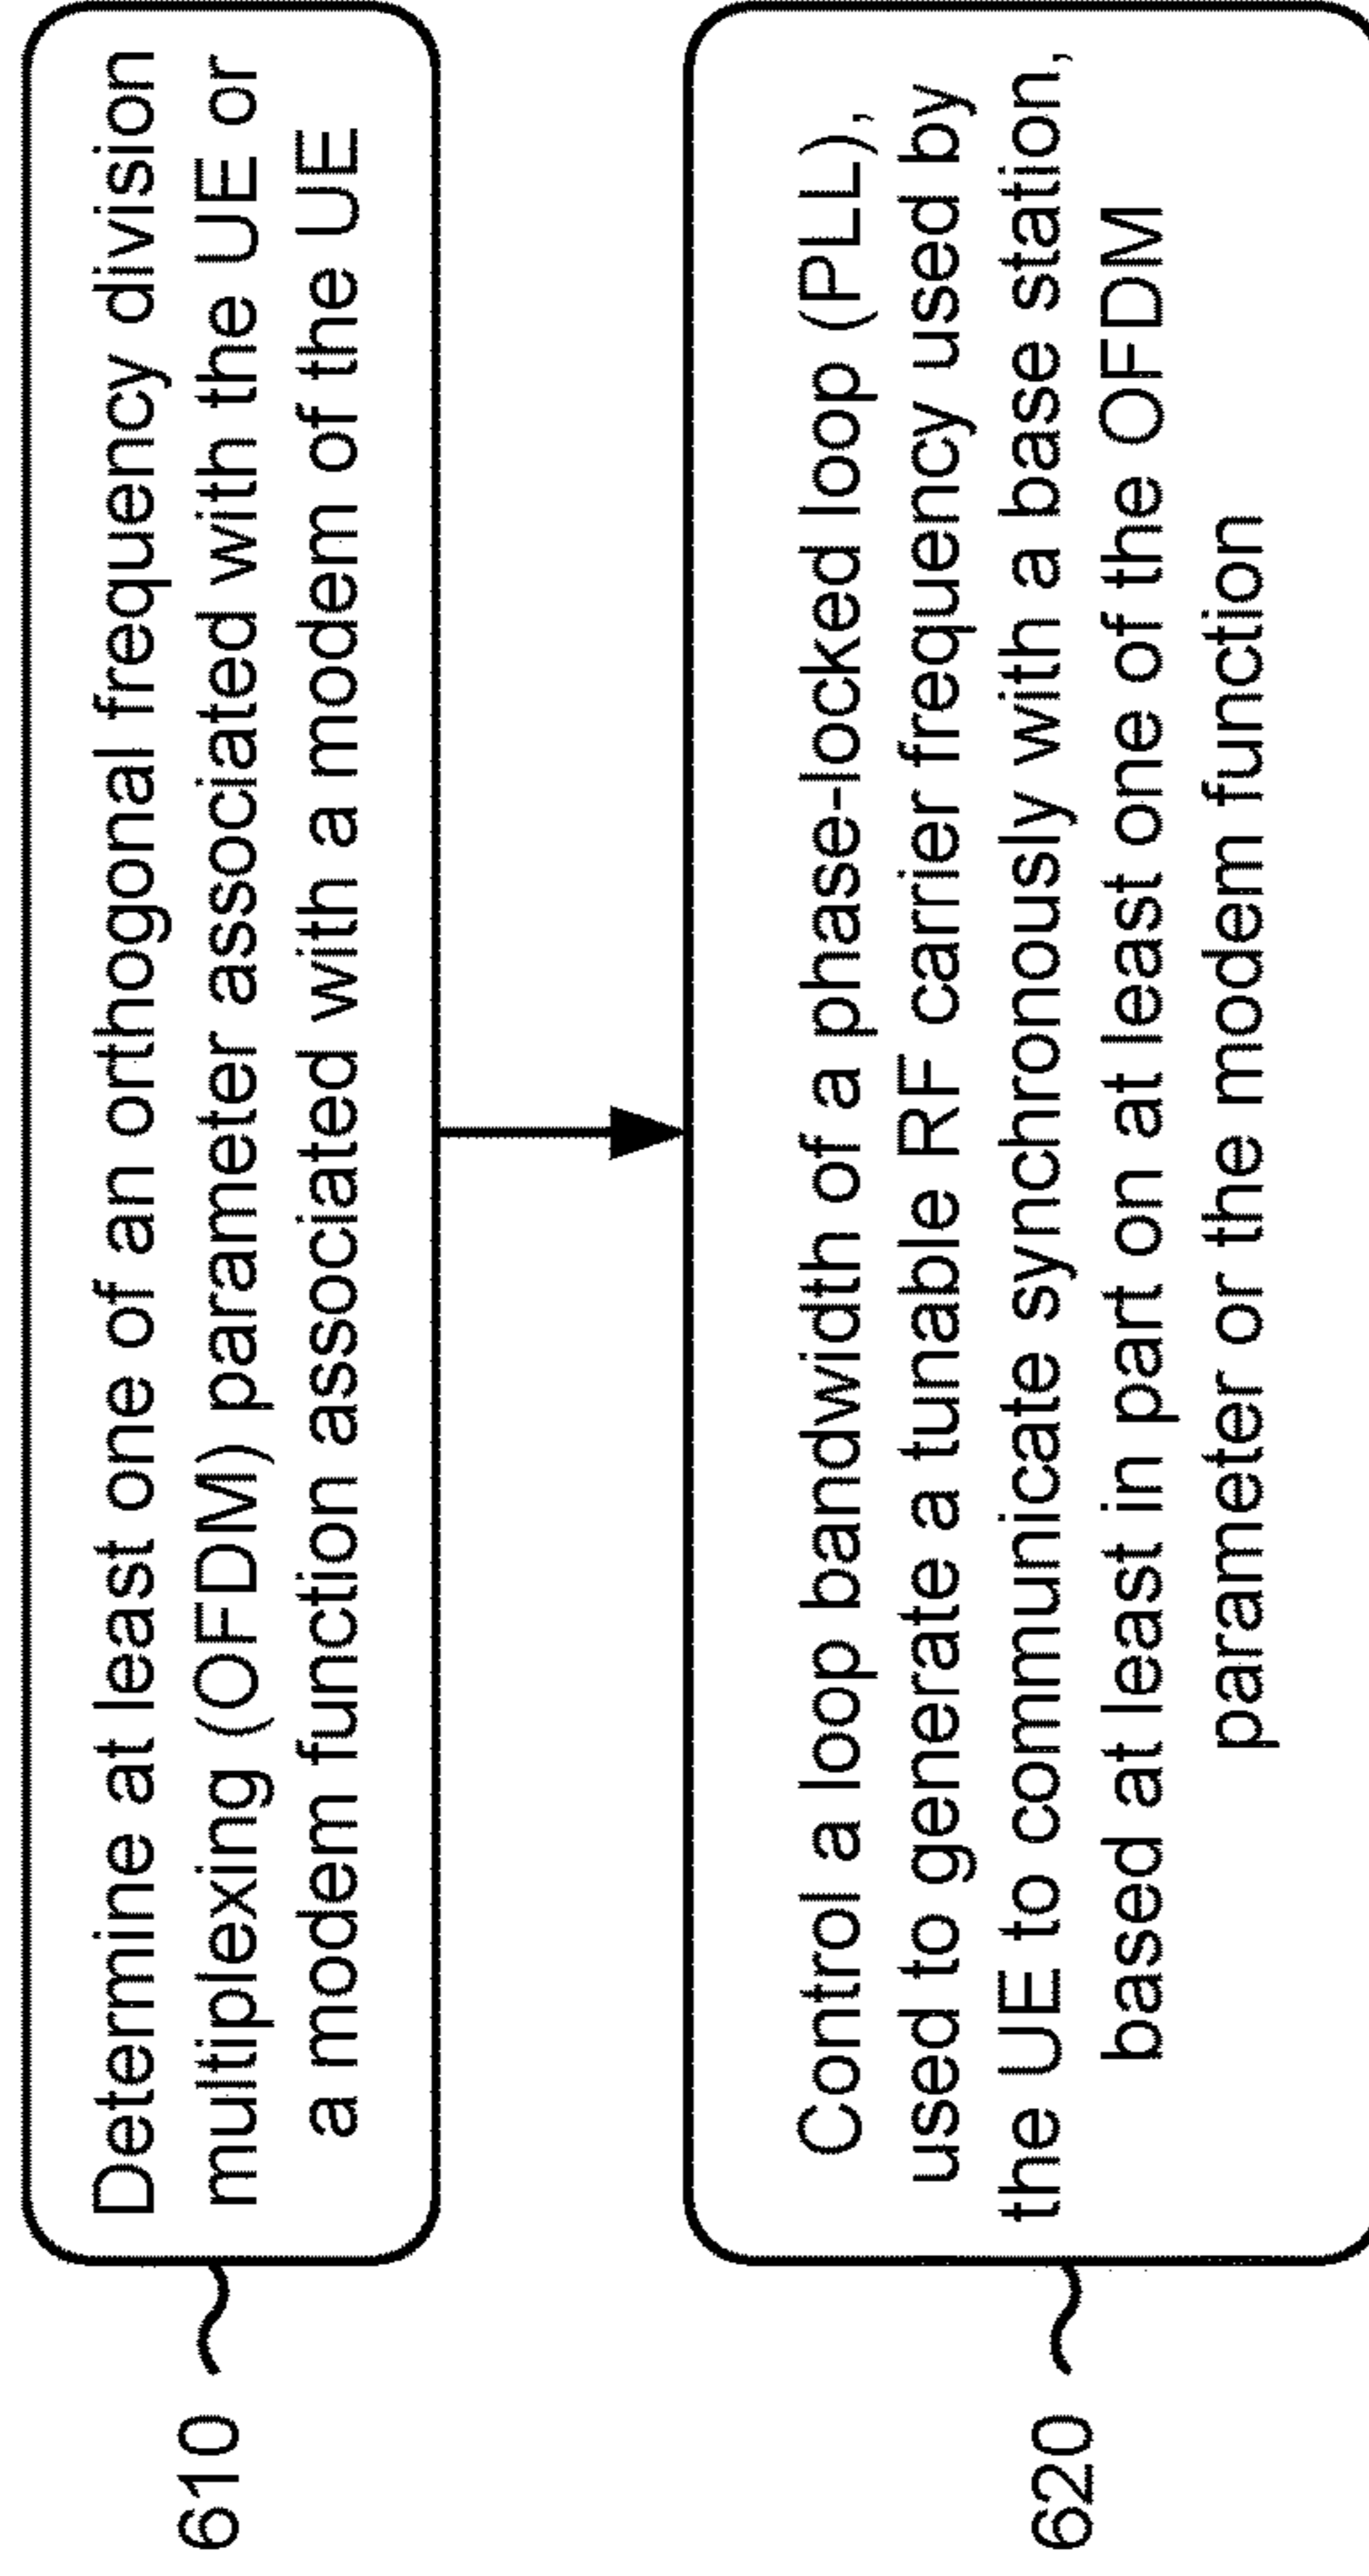 610
Determine at least one of an orthogonal frequency division
multiplexing (OFDM) parameter associated with the UE or
a modem function associated with a modem of the UE
620
Control a loop bandwidth of a phase-locked loop (PLL),
used to generate a tunable RF carrier frequency used by
the UE to communicate synchronously with a base station,
based at least in part on at least one of the OFDM
parameter or the modem function